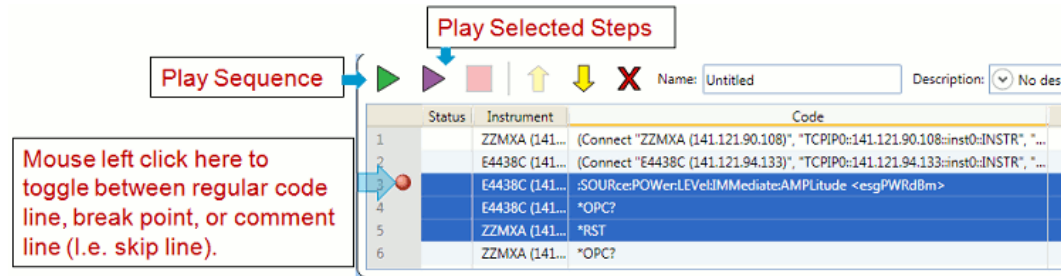 Play Selected Steps
Play Sequence
Name: Untitled Description: No des
Status Instrument Code
1 ZZMXA (141... (Connect "ZZMXA (141.121.90.108)", "TCPIP0::141.121.90.108::inst0::INSTR", "...
2 E4438C (141... (Connect "E4438C (141.121.94.133)", "TCPIP0::141.121.94.133::inst0::INSTR", "...
3 E4438C (141... :SOURce:POWer:LEVel:IMMediate:AMPLitude <esgPWRdBm>
4 E4438C (141... *OPC?
5 ZZMXA (141... *RST
6 ZZMXA (141... *OPC?
Mouse left click here to
toggle between regular code
line, break point, or comment
line (I.e. skip line).